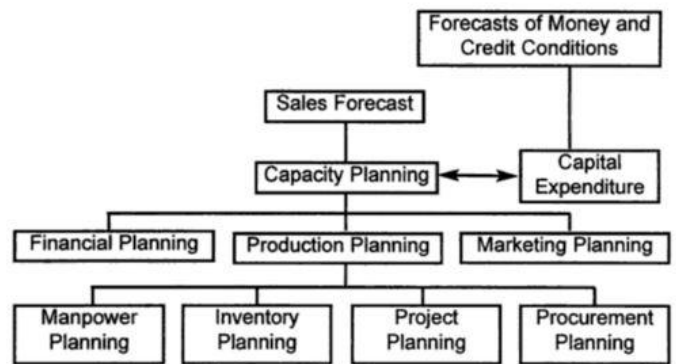 Forecasts of Money and
Credit Conditions
Sales Forecast
Capacity Planning
Capital
Expenditure
Financial Planning
Production Planning
Marketing Planning
Manpower
Planning
Inventory
Planning
Project
Planning
Procurement
Planning